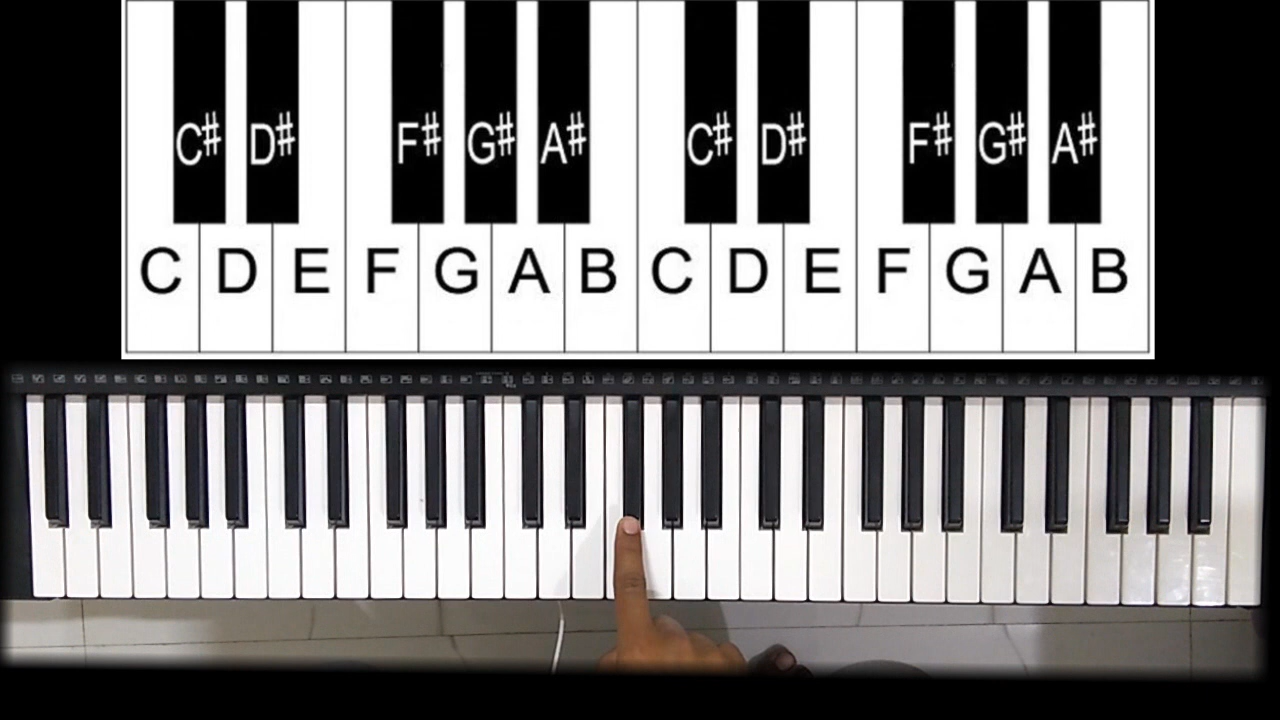 C# D# F# G# A# C# D# F# G# A#
C D E F G A B C D E F G A B